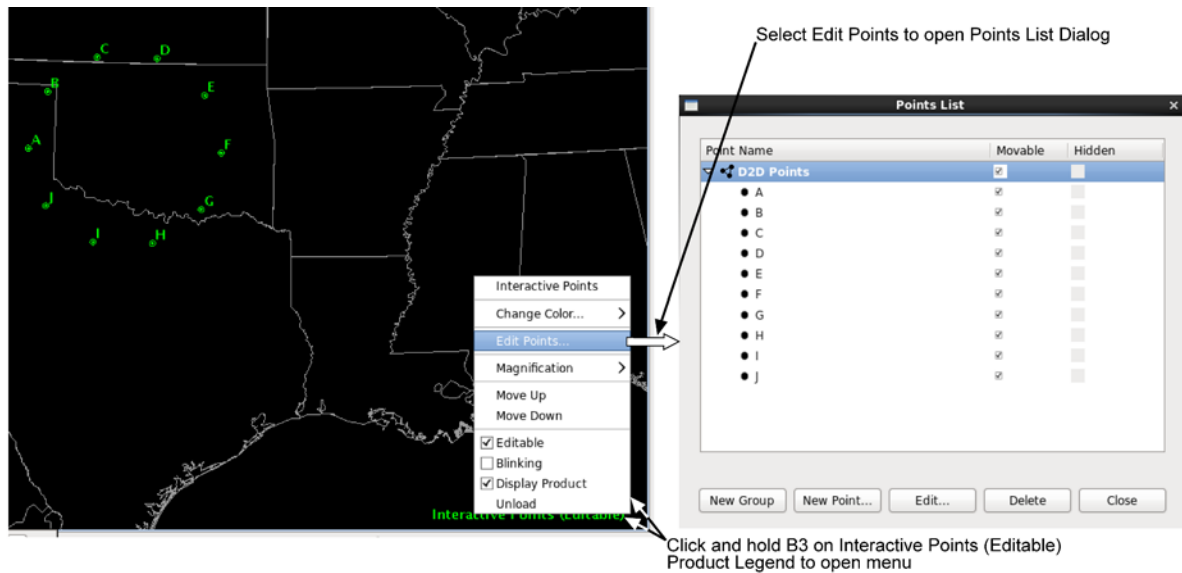 Select Edit Points to open Points List Dialog
C
D
B
E
A
F
J
G
I
H
Interactive Points
Change Color...
Edit Points...
Magnification
Move Up
Move Down
Editable
Blinking
Display Product
Unload
Interactive Points (Editable)
Points List
Point Name Movable Hidden
D2D Points
A
B
C
D
E
F
G
H
I
J
New Group New Point... Edit... Delete Close
Click and hold B3 on Interactive Points (Editable)
Product Legend to open menu